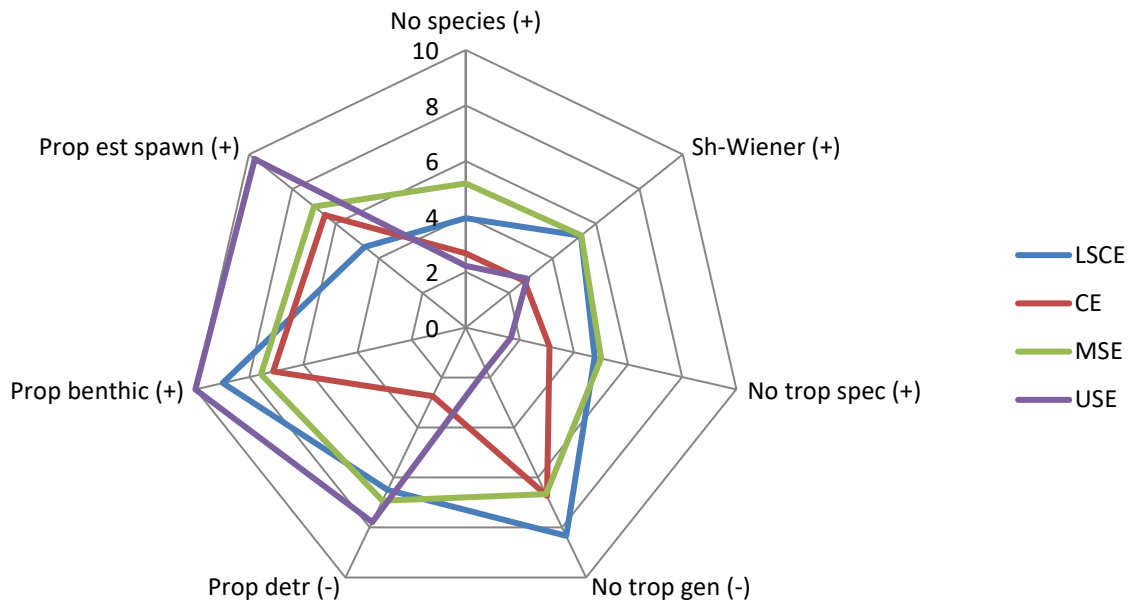 No species (+)
10
8
6
4
2
0
Sh-Wiener (+)
No trop spec (+)
No trop gen (-)
Prop detr (-)
Prop benthic (+)
Prop est spawn (+)
LSCE
CE
MSE
USE